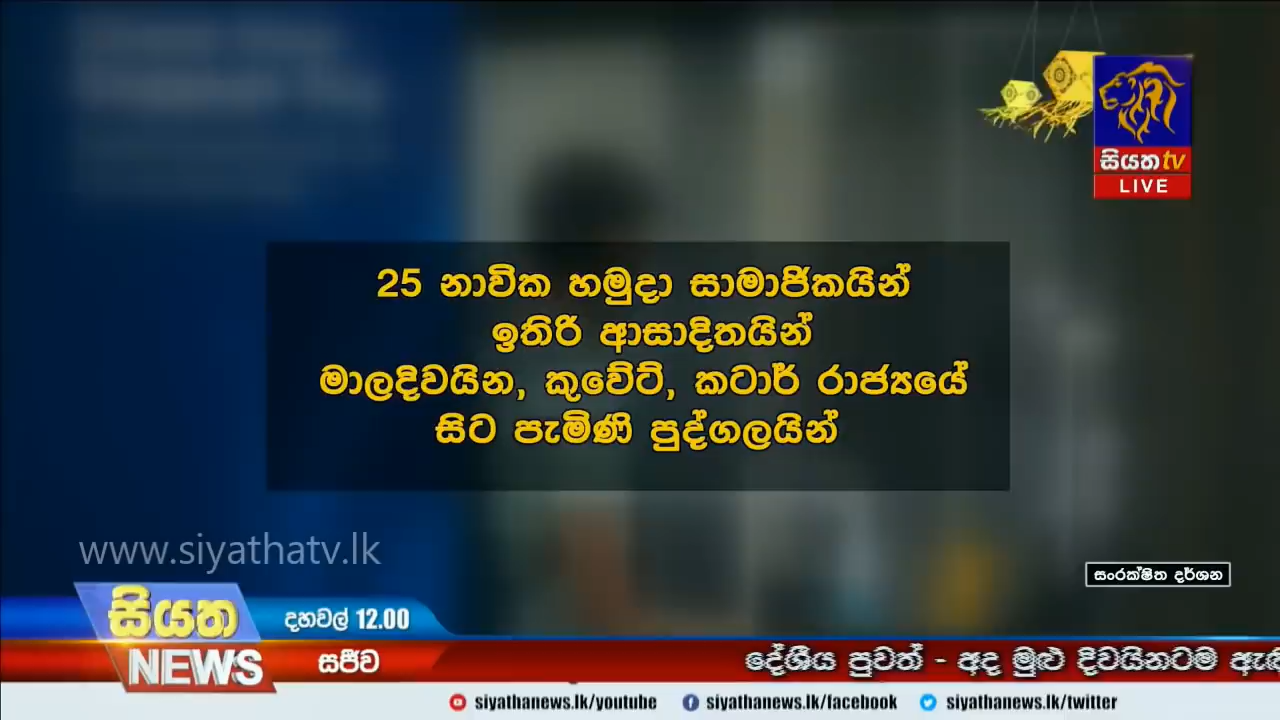 සියත tv
LIVE
25 නාවික හමුදා සාමාජිකයින්
ඉතිරි ආසාදිතයින්
මාලදිවයින, කුවේට්, කටාර් රාජ්‍යයේ
සිට පැමිණි පුද්ගලයින්
www.siyathatv.lk
සංරක්ෂිත දර්ශන
සියත
NEWS
දහවල් 12.00
සජීව
දේශීය පුවත් - අද මුළු දිවයිනටම
siyathanews.lk/youtube siyathanews.lk/facebook siyathanews.lk/twitter